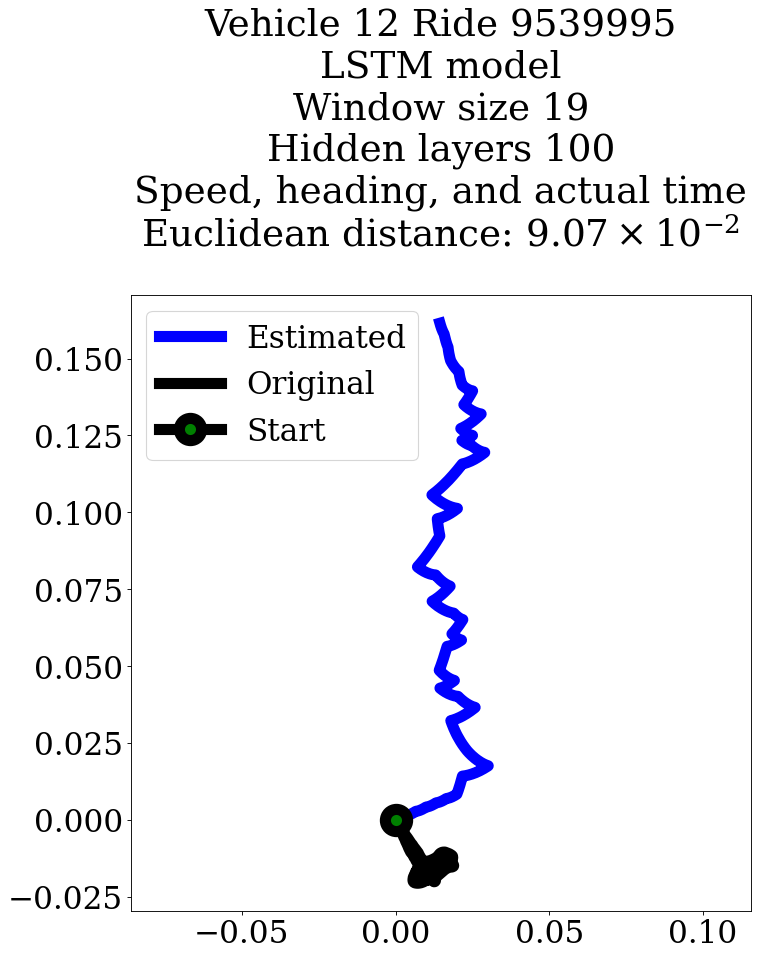 Vehicle 12 Ride 9539995
LSTM model
Window size 19
Hidden layers 100
Speed, heading, and actual time
Euclidean distance: 9.07 × 10⁻²
Estimated
Original
Start
0.150
0.125
0.100
0.075
0.050
0.025
0.000
−0.025
−0.05 0.00 0.05 0.10